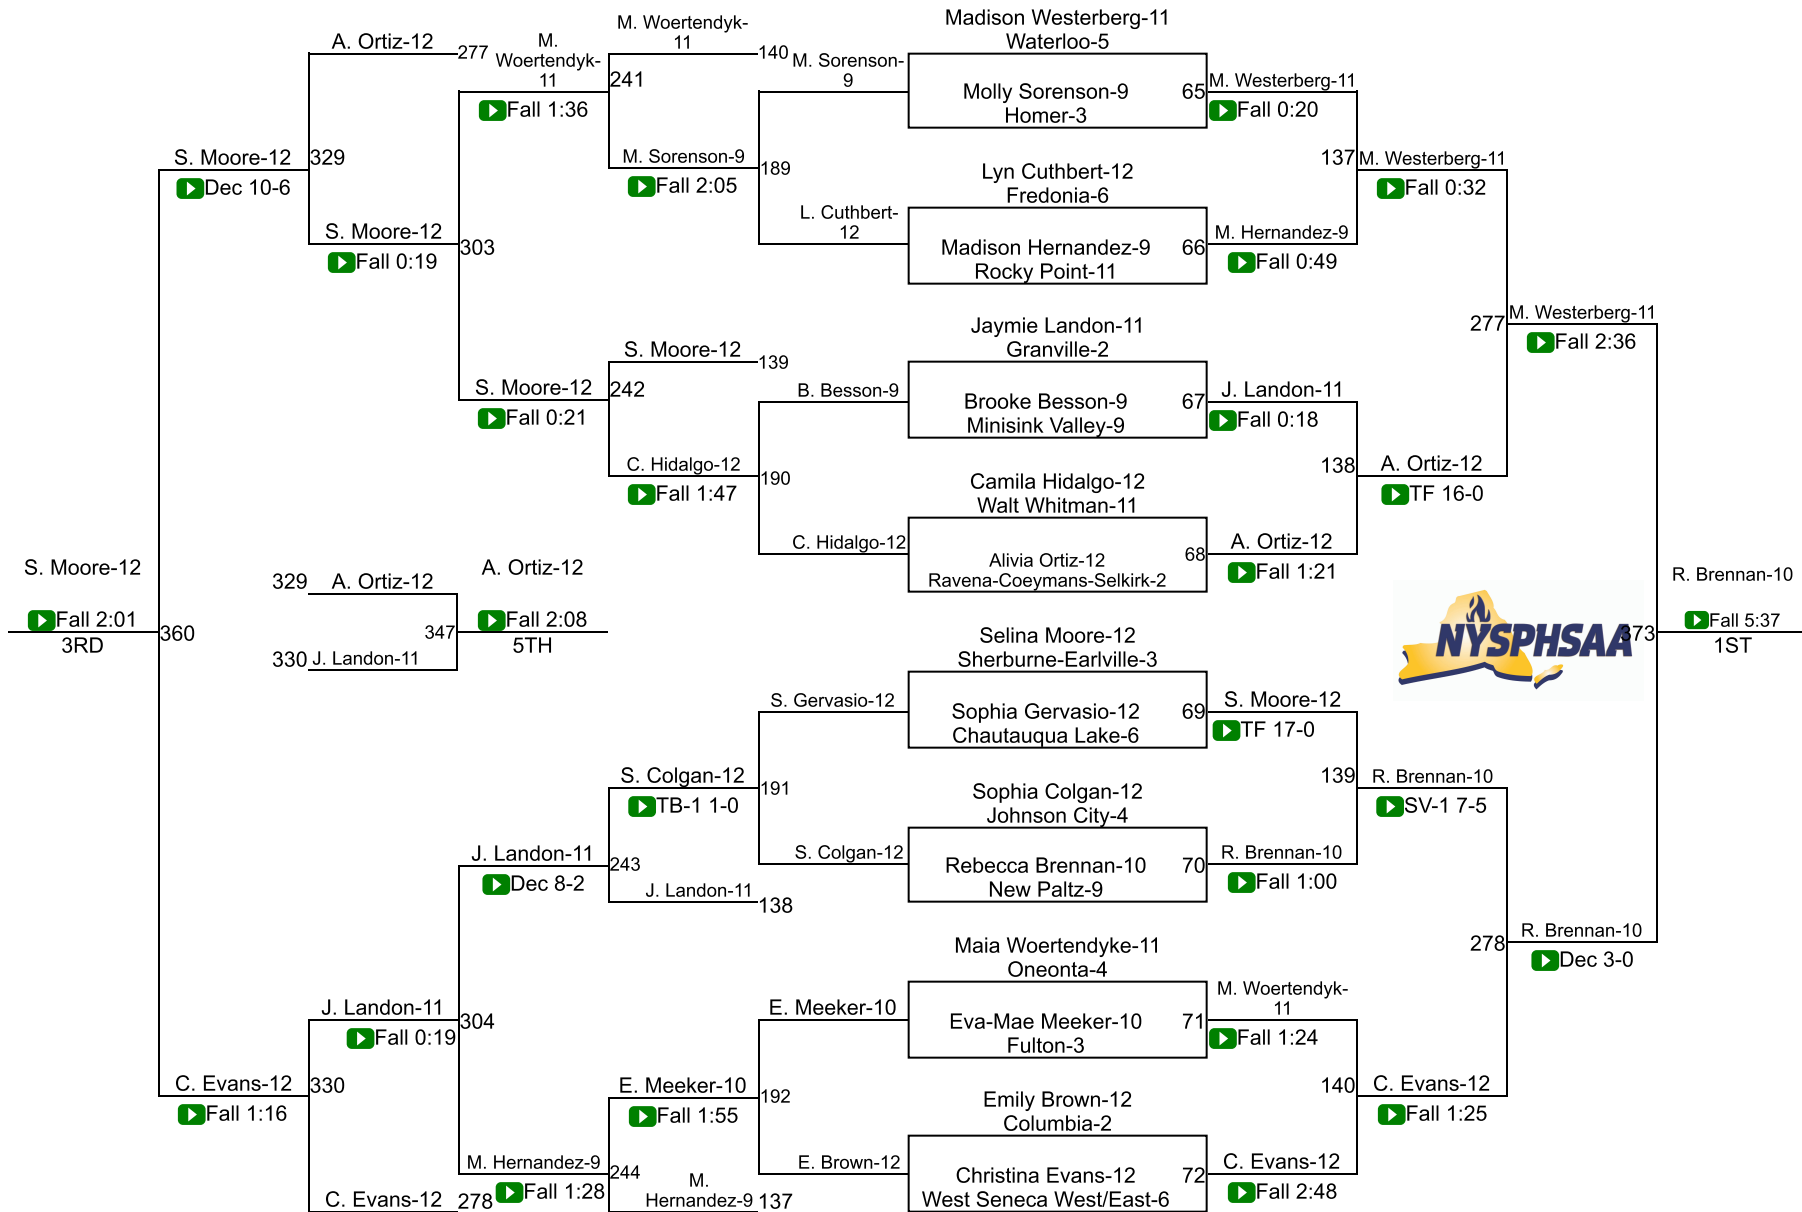 Madison Westerberg-11
Waterloo-5
Molly Sorenson-9
Homer-3
65
Lyn Cuthbert-12
Fredonia-6
Madison Hernandez-9
Rocky Point-11
66
Jaymie Landon-11
Granville-2
Brooke Besson-9
Minisink Valley-9
67
Camila Hidalgo-12
Walt Whitman-11
Alivia Ortiz-12
Ravena-Coeymans-Selkirk-2
68
Selina Moore-12
Sherburne-Earlville-3
Sophia Gervasio-12
Chautauqua Lake-6
69
Sophia Colgan-12
Johnson City-4
Rebecca Brennan-10
New Paltz-9
70
Maia Woertendyke-11
Oneonta-4
Eva-Mae Meeker-10
Fulton-3
71
Emily Brown-12
Columbia-2
Christina Evans-12
West Seneca West/East-6
72
M. Westerberg-11
Fall 0:20
M. Hernandez-9
Fall 0:49
J. Landon-11
Fall 0:18
A. Ortiz-12
Fall 1:21
S. Moore-12
TF 17-0
R. Brennan-10
Fall 1:00
M. Woertendyk-
11
Fall 1:24
C. Evans-12
Fall 2:48
137
M. Westerberg-11
Fall 0:32
138
A. Ortiz-12
TF 16-0
139
R. Brennan-10
SV-1 7-5
140
C. Evans-12
Fall 1:25
277
M. Westerberg-11
Fall 2:36
278
R. Brennan-10
Dec 3-0
NYSPHSAA
373
R. Brennan-10
Fall 5:37
1ST
M. Sorenson-
9
L. Cuthbert-
12
B. Besson-9
C. Hidalgo-12
S. Gervasio-12
S. Colgan-12
E. Meeker-10
E. Brown-12
M. Woertendyk-
11
140
M. Sorenson-9
Fall 2:05
189
S. Moore-12
139
C. Hidalgo-12
Fall 1:47
190
S. Colgan-12
TB-1 1-0
191
J. Landon-11
138
E. Meeker-10
Fall 1:55
192
M.
Hernandez-9
137
M.
Woertendyk-
11
Fall 1:36
241
S. Moore-12
Fall 0:21
242
J. Landon-11
Dec 8-2
243
M. Hernandez-9
Fall 1:28
244
A. Ortiz-12
277
S. Moore-12
Fall 0:19
303
J. Landon-11
Fall 0:19
304
C. Evans-12
278
S. Moore-12
Dec 10-6
329
C. Evans-12
Fall 1:16
330
S. Moore-12
Fall 2:01
3RD
360
329
A. Ortiz-12
330
J. Landon-11
347
A. Ortiz-12
Fall 2:08
5TH